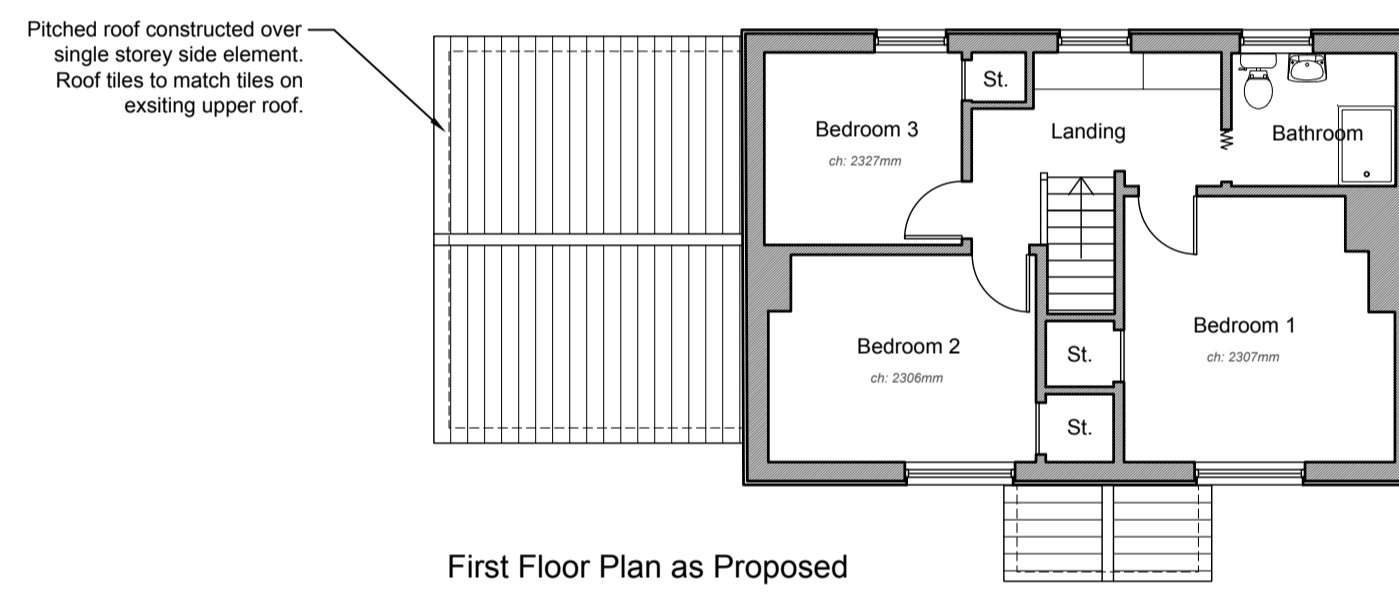 Pitched roof constructed over
single storey side element.
Roof tiles to match tiles on
exsiting upper roof.
St.
Bedroom 3
ch: 2327mm
Landing
Bathroom
Bedroom 2
ch: 2306mm
St.
Bedroom 1
ch: 2307mm
St.
First Floor Plan as Proposed